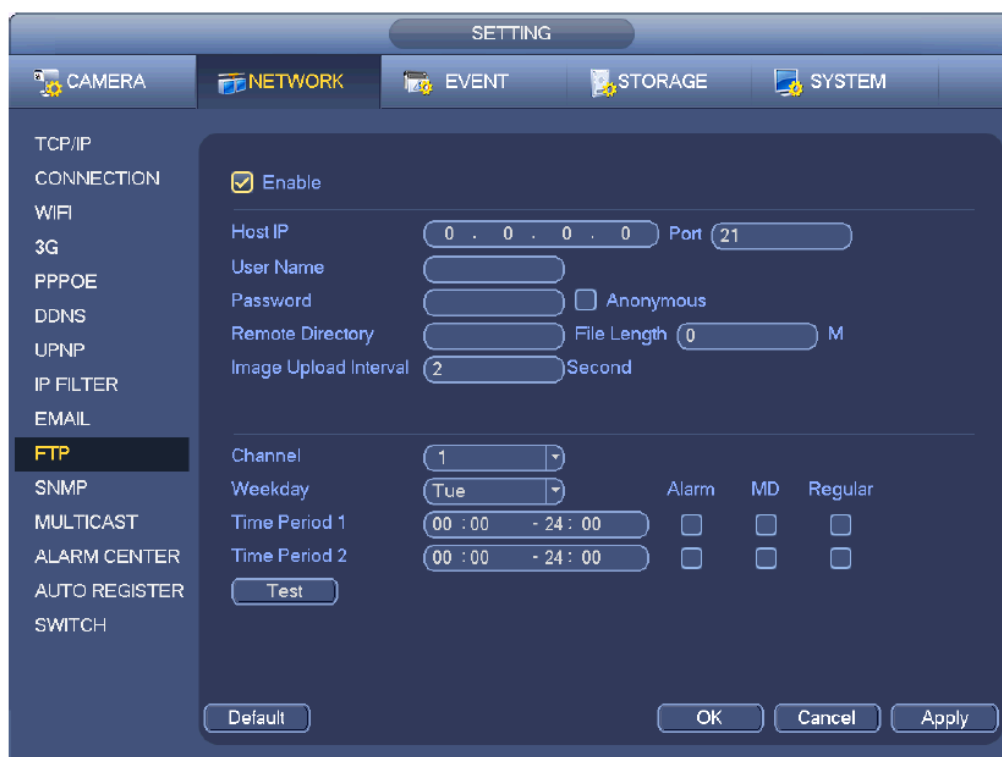 SETTING
CAMERA NETWORK EVENT STORAGE SYSTEM
TCP/IP
CONNECTION
WIFI
3G
PPPOE
DDNS
UPNP
IP FILTER
EMAIL
FTP
SNMP
MULTICAST
ALARM CENTER
AUTO REGISTER
SWITCH
Enable
Host IP 0 . 0 . 0 . 0 Port 21
User Name
Password Anonymous
Remote Directory File Length 0 M
Image Upload Interval 2 Second
Channel 1
Weekday Tue Alarm MD Regular
Time Period 1 00 :00 - 24 : 00
Time Period 2 00 :00 - 24 : 00
Test
Default OK Cancel Apply